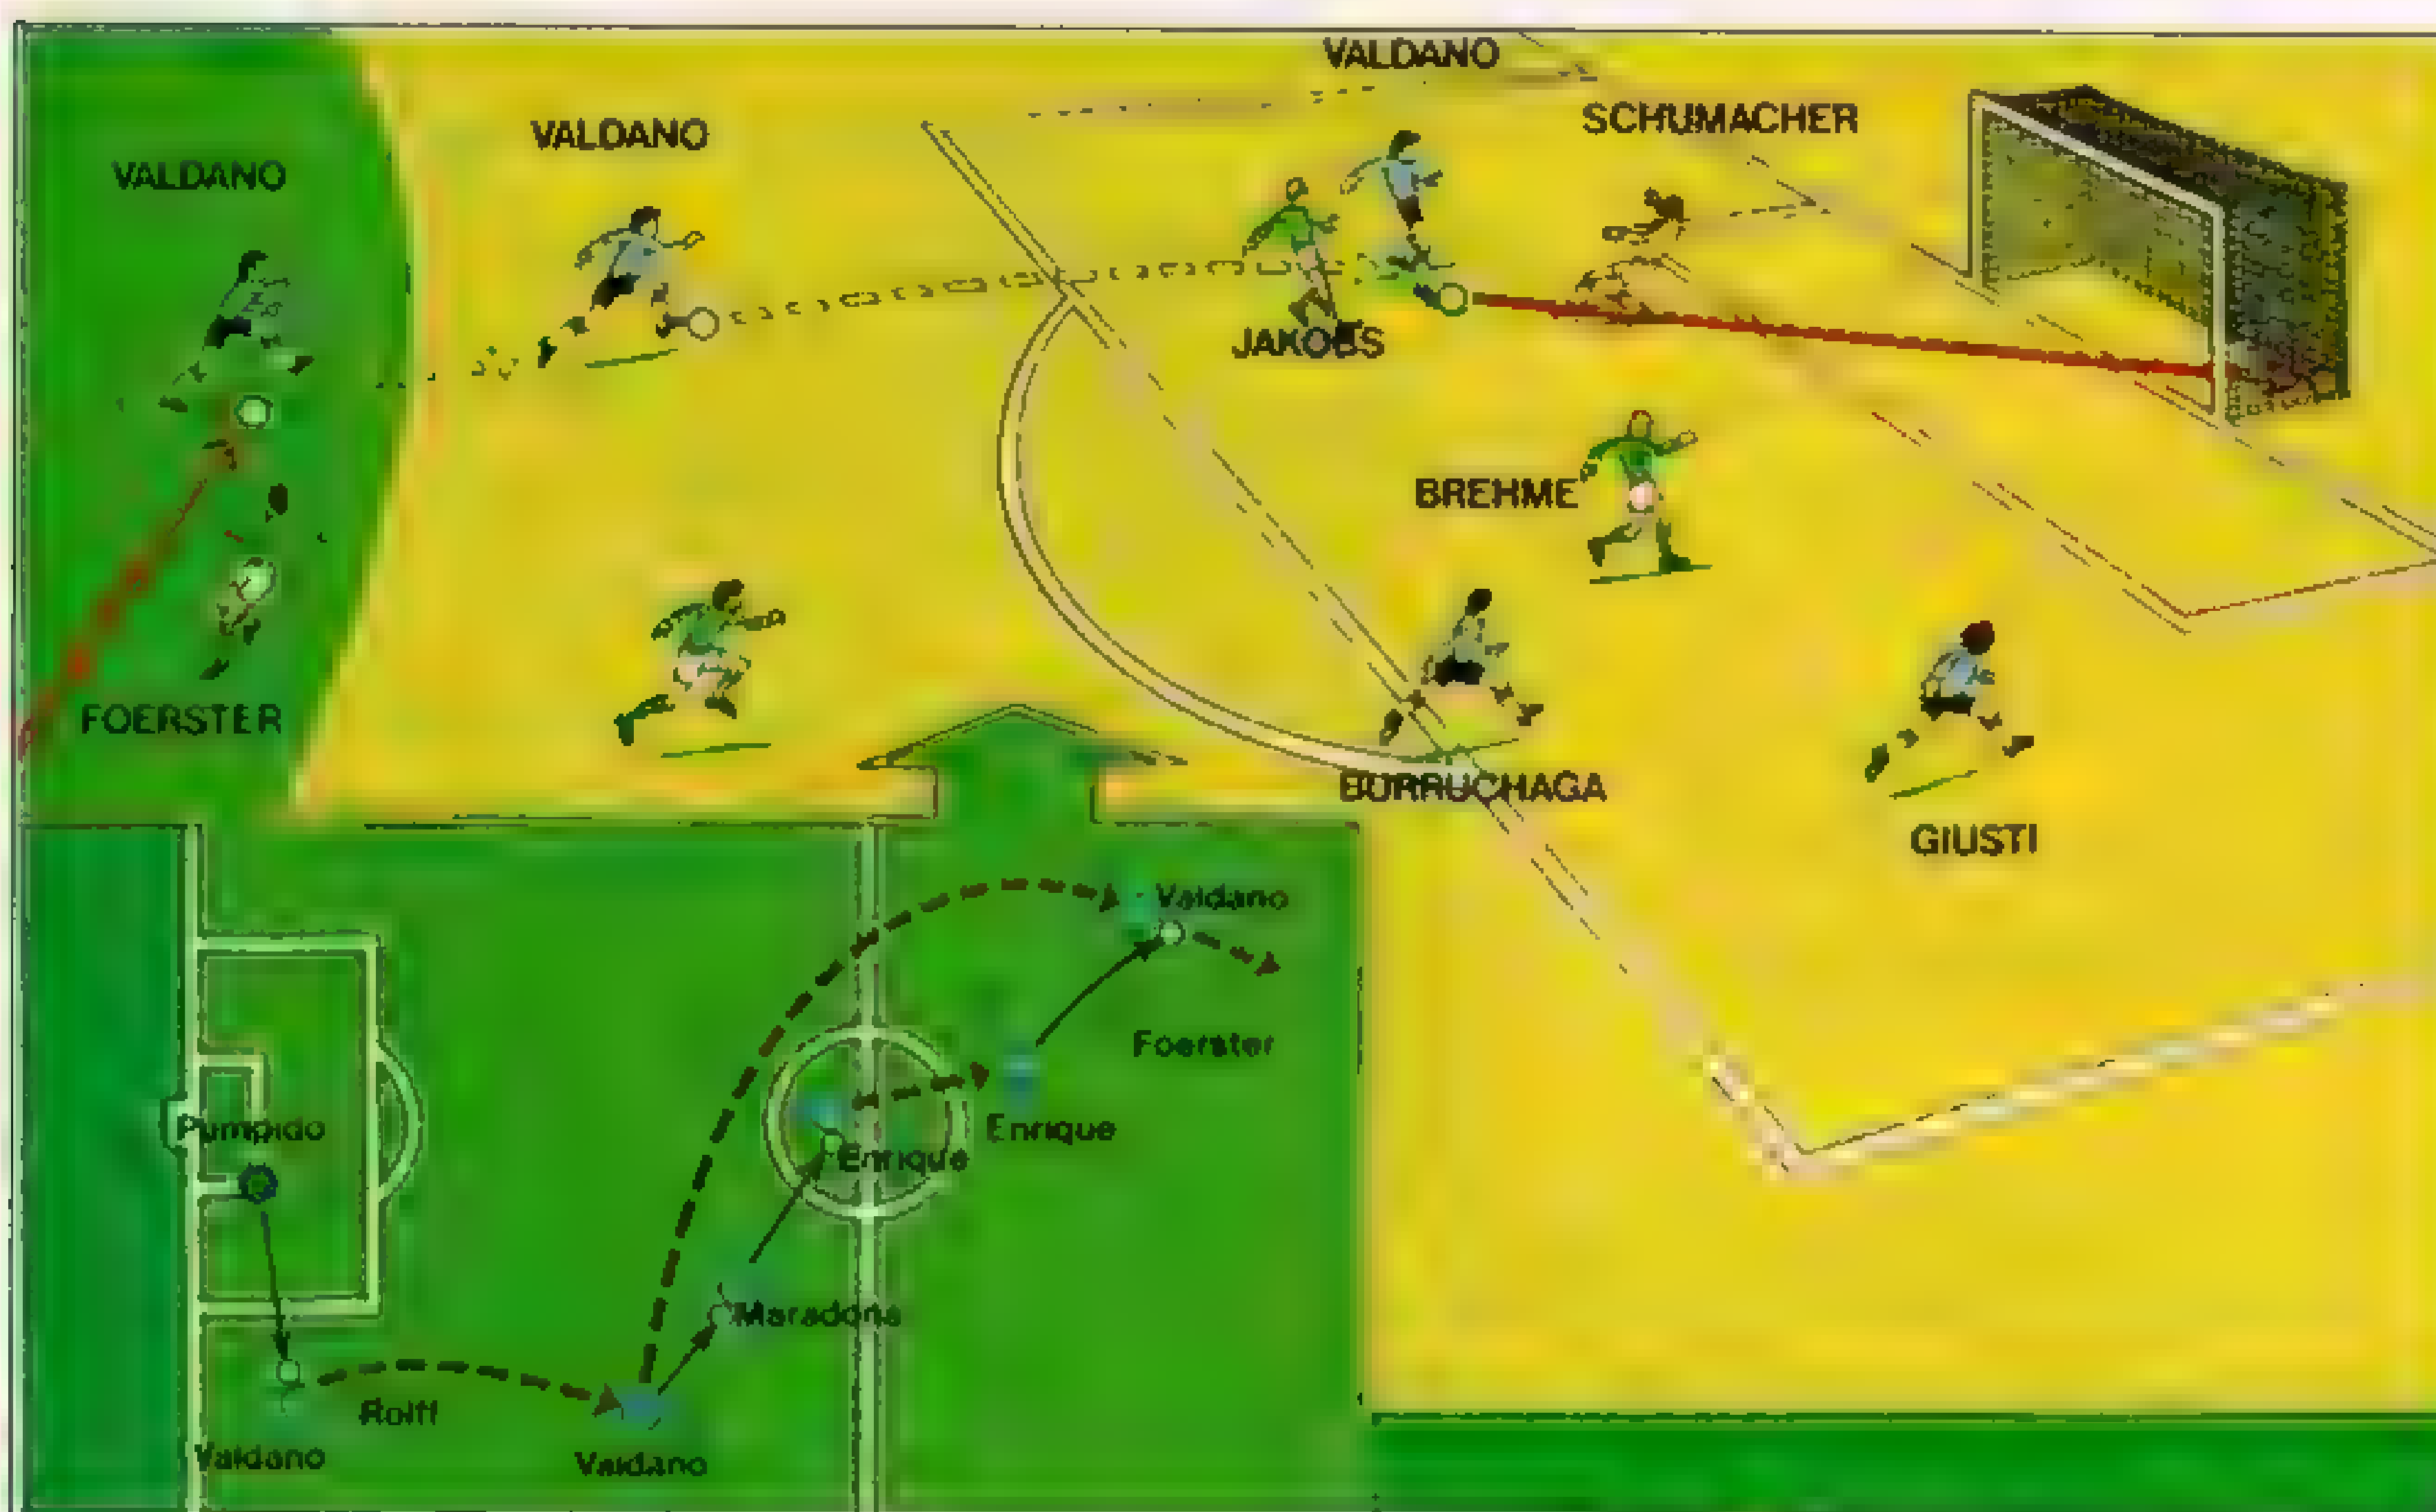 VALDANO
VALDANO
SCHUMACHER
VALDANO
JAKOBS
BREHME
FOERSTER
BURRUCHAGA
GIUSTI
Valdano
Foerster
Pumpido
Enrique
Enrique
Maradona
Rolff
Valdano
Valdano